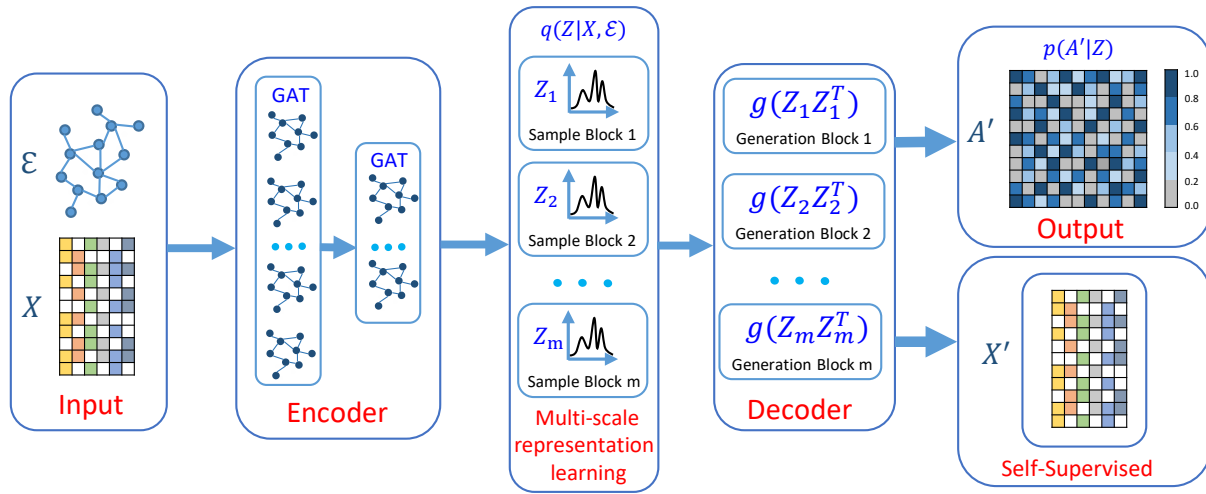 ℰ
X
Input
GAT
GAT
Encoder
q(Z|X, ℰ)
Z₁
Sample Block 1
Z₂
Sample Block 2
Zₘ
Sample Block m
Multi-scale
representation
learning
g(Z₁Z₁ᵀ)
Generation Block 1
g(Z₂Z₂ᵀ)
Generation Block 2
g(ZₘZₘᵀ)
Generation Block m
Decoder
p(A′|Z)
A′
1.0
0.8
0.6
0.4
0.2
0.0
Output
X′
Self-Supervised